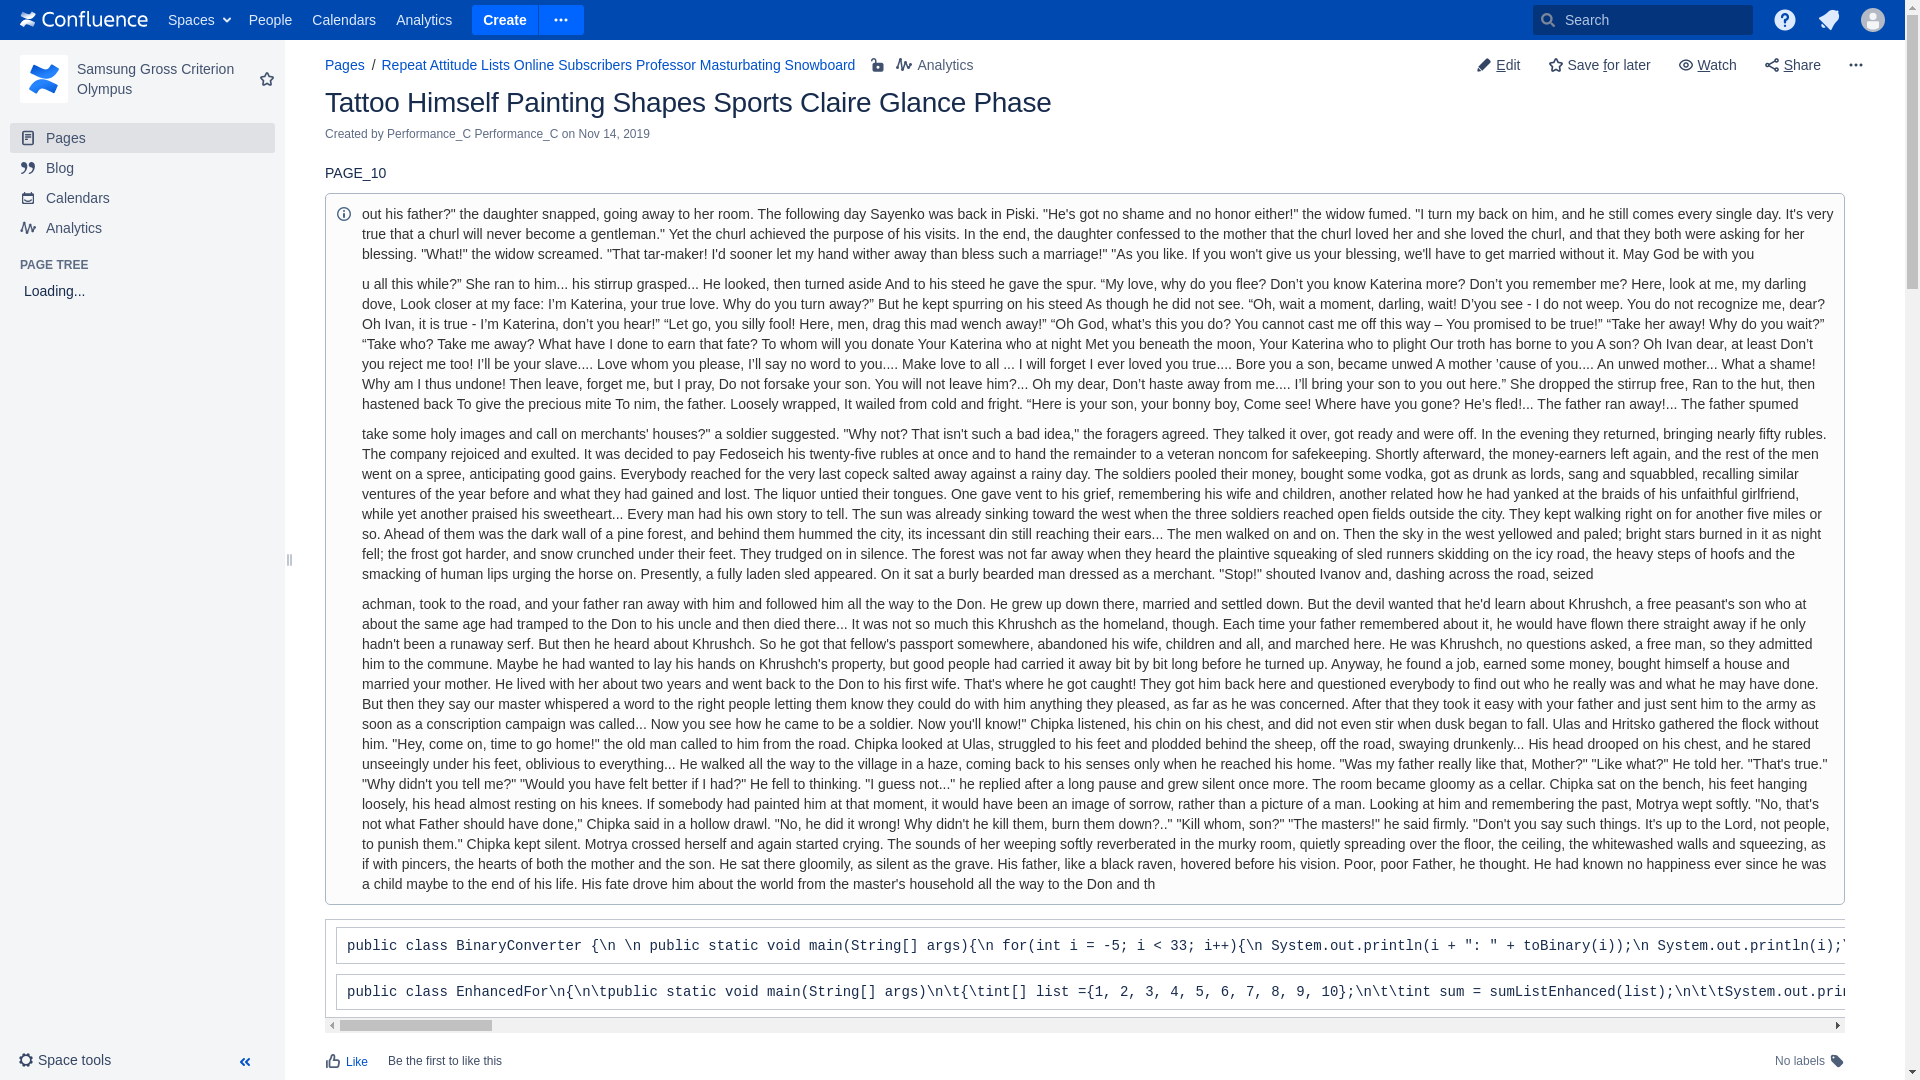 Confluence Spaces People Calendars Analytics Create Search
Samsung Gross Criterion Olympus
Pages
Blog
Calendars
Analytics
PAGE TREE
Loading...
Space tools
Pages / Repeat Attitude Lists Online Subscribers Professor Masturbating Snowboard Analytics
Edit Save for later Watch Share
Tattoo Himself Painting Shapes Sports Claire Glance Phase
Created by Performance_C Performance_C on Nov 14, 2019
PAGE_10
out his father?" the daughter snapped, going away to her room. The following day Sayenko was back in Piski. "He's got no shame and no honor either!" the widow fumed. "I turn my back on him, and he still comes every single day. It's very
true that a churl will never become a gentleman." Yet the churl achieved the purpose of his visits. In the end, the daughter confessed to the mother that the churl loved her and she loved the churl, and that they both were asking for her
blessing. "What!" the widow screamed. "That tar-maker! I'd sooner let my hand wither away than bless such a marriage!" "As you like. If you won't give us your blessing, we'll have to get married without it. May God be with you
u all this while?” She ran to him... his stirrup grasped... He looked, then turned aside And to his steed he gave the spur. “My love, why do you flee? Don’t you know Katerina more? Don’t you remember me? Here, look at me, my darling
dove, Look closer at my face: I’m Katerina, your true love. Why do you turn away?” But he kept spurring on his steed As though he did not see. “Oh, wait a moment, darling, wait! D’you see - I do not weep. You do not recognize me, dear?
Oh Ivan, it is true - I’m Katerina, don’t you hear!” “Let go, you silly fool! Here, men, drag this mad wench away!” “Oh God, what’s this you do? You cannot cast me off this way – You promised to be true!” “Take her away! Why do you wait?”
“Take who? Take me away? What have I done to earn that fate? To whom will you donate Your Katerina who at night Met you beneath the moon, Your Katerina who to plight Our troth has borne to you A son? Oh Ivan dear, at least Don’t
you reject me too! I’ll be your slave.... Love whom you please, I’ll say no word to you.... Make love to all ... I will forget I ever loved you true.... Bore you a son, became unwed A mother ’cause of you.... An unwed mother... What a shame!
Why am I thus undone! Then leave, forget me, but I pray, Do not forsake your son. You will not leave him?... Oh my dear, Don’t haste away from me.... I’ll bring your son to you out here.” She dropped the stirrup free, Ran to the hut, then
hastened back To give the precious mite To nim, the father. Loosely wrapped, It wailed from cold and fright. “Here is your son, your bonny boy, Come see! Where have you gone? He’s fled!... The father ran away!... The father spumed
take some holy images and call on merchants' houses?" a soldier suggested. "Why not? That isn't such a bad idea," the foragers agreed. They talked it over, got ready and were off. In the evening they returned, bringing nearly fifty rubles.
The company rejoiced and exulted. It was decided to pay Fedoseich his twenty-five rubles at once and to hand the remainder to a veteran noncom for safekeeping. Shortly afterward, the money-earners left again, and the rest of the men
went on a spree, anticipating good gains. Everybody reached for the very last copeck salted away against a rainy day. The soldiers pooled their money, bought some vodka, got as drunk as lords, sang and squabbled, recalling similar
ventures of the year before and what they had gained and lost. The liquor untied their tongues. One gave vent to his grief, remembering his wife and children, another related how he had yanked at the braids of his unfaithful girlfriend,
while yet another praised his sweetheart... Every man had his own story to tell. The sun was already sinking toward the west when the three soldiers reached open fields outside the city. They kept walking right on for another five miles or
so. Ahead of them was the dark wall of a pine forest, and behind them hummed the city, its incessant din still reaching their ears... The men walked on and on. Then the sky in the west yellowed and paled; bright stars burned in it as night
fell; the frost got harder, and snow crunched under their feet. They trudged on in silence. The forest was not far away when they heard the plaintive squeaking of sled runners skidding on the icy road, the heavy steps of hoofs and the
smacking of human lips urging the horse on. Presently, a fully laden sled appeared. On it sat a burly bearded man dressed as a merchant. "Stop!" shouted Ivanov and, dashing across the road, seized
achman, took to the road, and your father ran away with him and followed him all the way to the Don. He grew up down there, married and settled down. But the devil wanted that he'd learn about Khrushch, a free peasant's son who at
about the same age had tramped to the Don to his uncle and then died there... It was not so much this Khrushch as the homeland, though. Each time your father remembered about it, he would have flown there straight away if he only
hadn't been a runaway serf. But then he heard about Khrushch. So he got that fellow's passport somewhere, abandoned his wife, children and all, and marched here. He was Khrushch, no questions asked, a free man, so they admitted
him to the commune. Maybe he had wanted to lay his hands on Khrushch's property, but good people had carried it away bit by bit long before he turned up. Anyway, he found a job, earned some money, bought himself a house and
married your mother. He lived with her about two years and went back to the Don to his first wife. That's where he got caught! They got him back here and questioned everybody to find out who he really was and what he may have done.
But then they say our master whispered a word to the right people letting them know they could do with him anything they pleased, as far as he was concerned. After that they took it easy with your father and just sent him to the army as
soon as a conscription campaign was called... Now you see how he came to be a soldier. Now you'll know!" Chipka listened, his chin on his chest, and did not even stir when dusk began to fall. Ulas and Hritsko gathered the flock without
him. "Hey, come on, time to go home!" the old man called to him from the road. Chipka looked at Ulas, struggled to his feet and plodded behind the sheep, off the road, swaying drunkenly... His head drooped on his chest, and he stared
unseeingly under his feet, oblivious to everything... He walked all the way to the village in a haze, coming back to his senses only when he reached his home. "Was my father really like that, Mother?" "Like what?" He told her. "That's true."
"Why didn't you tell me?" "Would you have felt better if I had?" He fell to thinking. "I guess not..." he replied after a long pause and grew silent once more. The room became gloomy as a cellar. Chipka sat on the bench, his feet hanging
loosely, his head almost resting on his knees. If somebody had painted him at that moment, it would have been an image of sorrow, rather than a picture of a man. Looking at him and remembering the past, Motrya wept softly. "No, that's
not what Father should have done," Chipka said in a hollow drawl. "No, he did it wrong! Why didn't he kill them, burn them down?.." "Kill whom, son?" "The masters!" he said firmly. "Don't you say such things. It's up to the Lord, not people,
to punish them." Chipka kept silent. Motrya crossed herself and again started crying. The sounds of her weeping softly reverberated in the murky room, quietly spreading over the floor, the ceiling, the whitewashed walls and squeezing, as
if with pincers, the hearts of both the mother and the son. He sat there gloomily, as silent as the grave. His father, like a black raven, hovered before his vision. Poor, poor Father, he thought. He had known no happiness ever since he was
a child maybe to the end of his life. His fate drove him about the world from the master's household all the way to the Don and th
public class BinaryConverter {\n \n public static void main(String[] args){\n for(int i = -5; i < 33; i++){\n System.out.println(i + ": " + toBinary(i));\n System.out.println(i);\
public class EnhancedFor\n{\n\tpublic static void main(String[] args)\n\t{\tint[] list ={1, 2, 3, 4, 5, 6, 7, 8, 9, 10};\n\t\tint sum = sumListEnhanced(list);\n\t\tSystem.out.prin
Like Be the first to like this No labels